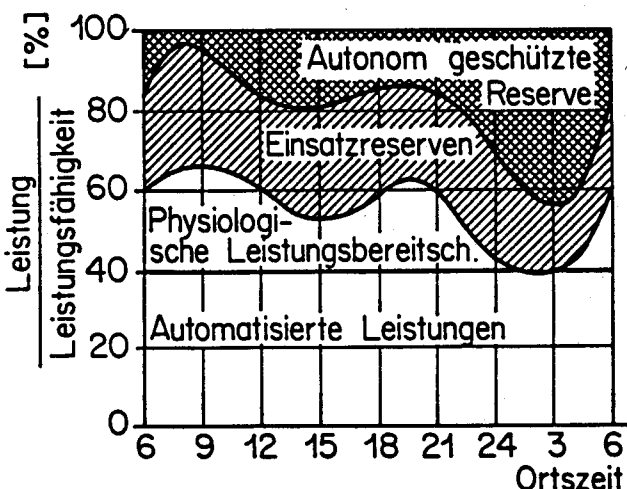 [%]
Leistung
Leistungsfähigkeit
100
80
60
40
20
0
Autonom geschützte
Reserve
Einsatzreserven
Physiologi-
sche Leistungsbereitsch.
Automatisierte Leistungen
6 9 12 15 18 21 24 3 6
Ortszeit